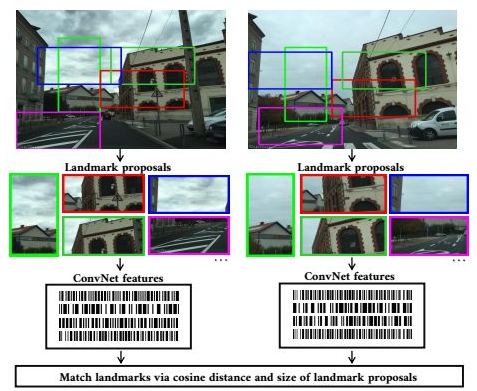 Landmark proposals
Landmark proposals
...
...
ConvNet features
ConvNet features
Match landmarks via cosine distance and size of landmark proposals